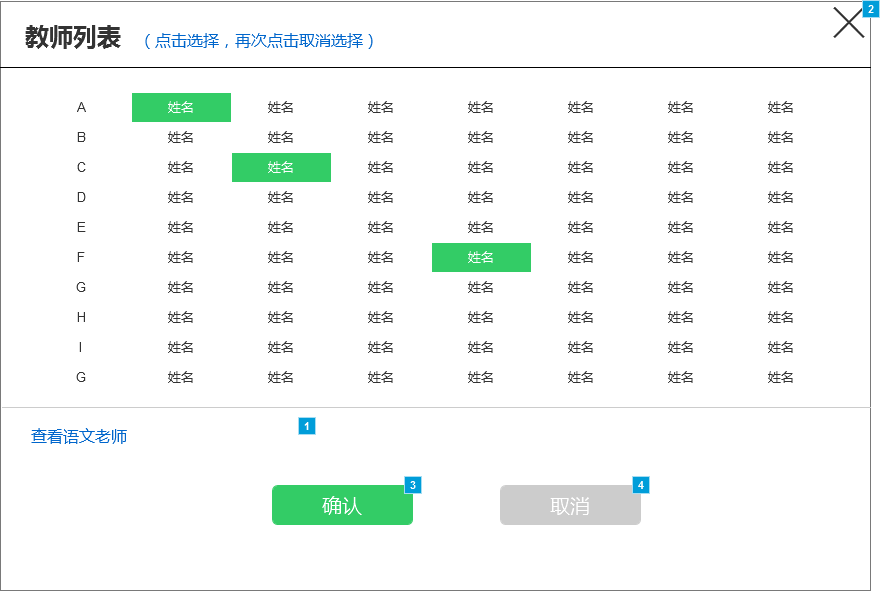 2
教师列表 （点击选择，再次点击取消选择）
A 姓名 姓名 姓名 姓名 姓名 姓名 姓名
B 姓名 姓名 姓名 姓名 姓名 姓名 姓名
C 姓名 姓名 姓名 姓名 姓名 姓名 姓名
D 姓名 姓名 姓名 姓名 姓名 姓名 姓名
E 姓名 姓名 姓名 姓名 姓名 姓名 姓名
F 姓名 姓名 姓名 姓名 姓名 姓名 姓名
G 姓名 姓名 姓名 姓名 姓名 姓名 姓名
H 姓名 姓名 姓名 姓名 姓名 姓名 姓名
I 姓名 姓名 姓名 姓名 姓名 姓名 姓名
G 姓名 姓名 姓名 姓名 姓名 姓名 姓名
查看语文老师 1
确认 3 取消 4